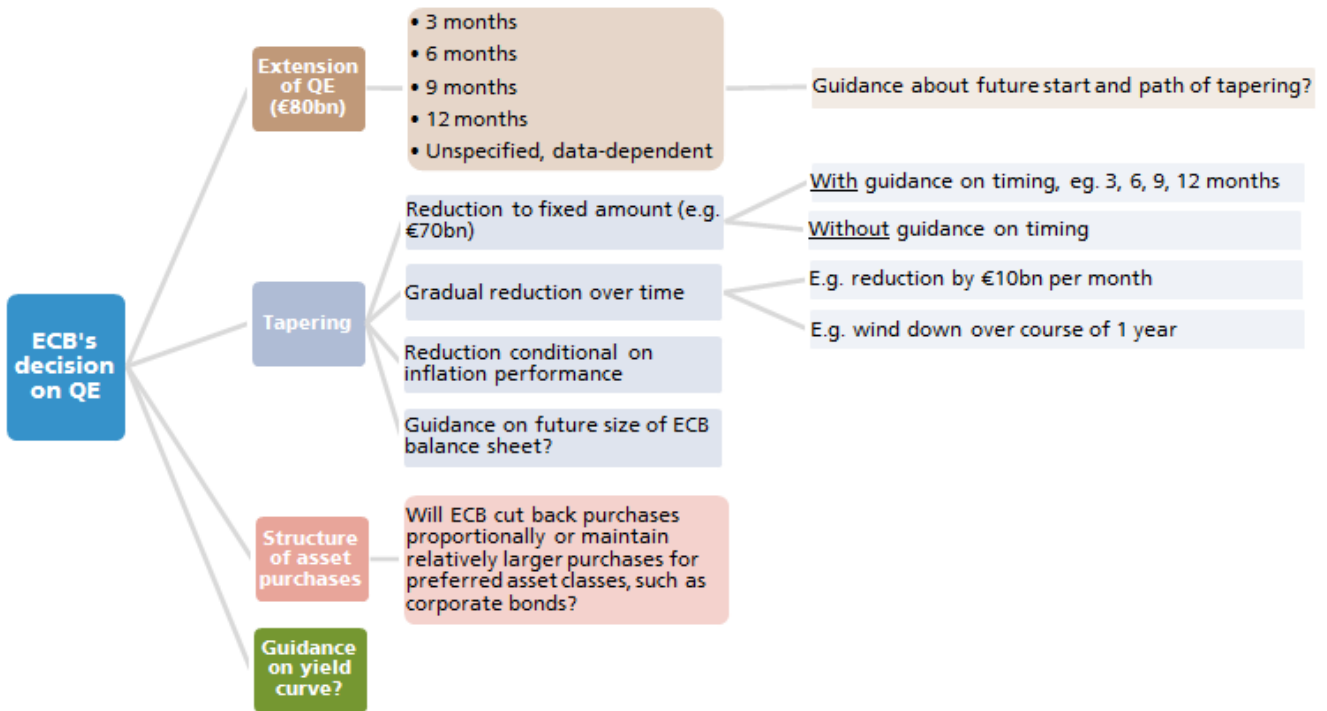 ECB's
decision
on QE
Extension
of QE
(€80bn)
• 3 months
• 6 months
• 9 months
• 12 months
• Unspecified, data-dependent
Guidance about future start and path of tapering?
Tapering
Reduction to fixed amount (e.g.
€70bn)
With guidance on timing, eg. 3, 6, 9, 12 months
Without guidance on timing
Gradual reduction over time
E.g. reduction by €10bn per month
E.g. wind down over course of 1 year
Reduction conditional on
inflation performance
Guidance on future size of ECB
balance sheet?
Structure
of asset
purchases
Will ECB cut back purchases
proportionally or maintain
relatively larger purchases for
preferred asset classes, such as
corporate bonds?
Guidance
on yield
curve?